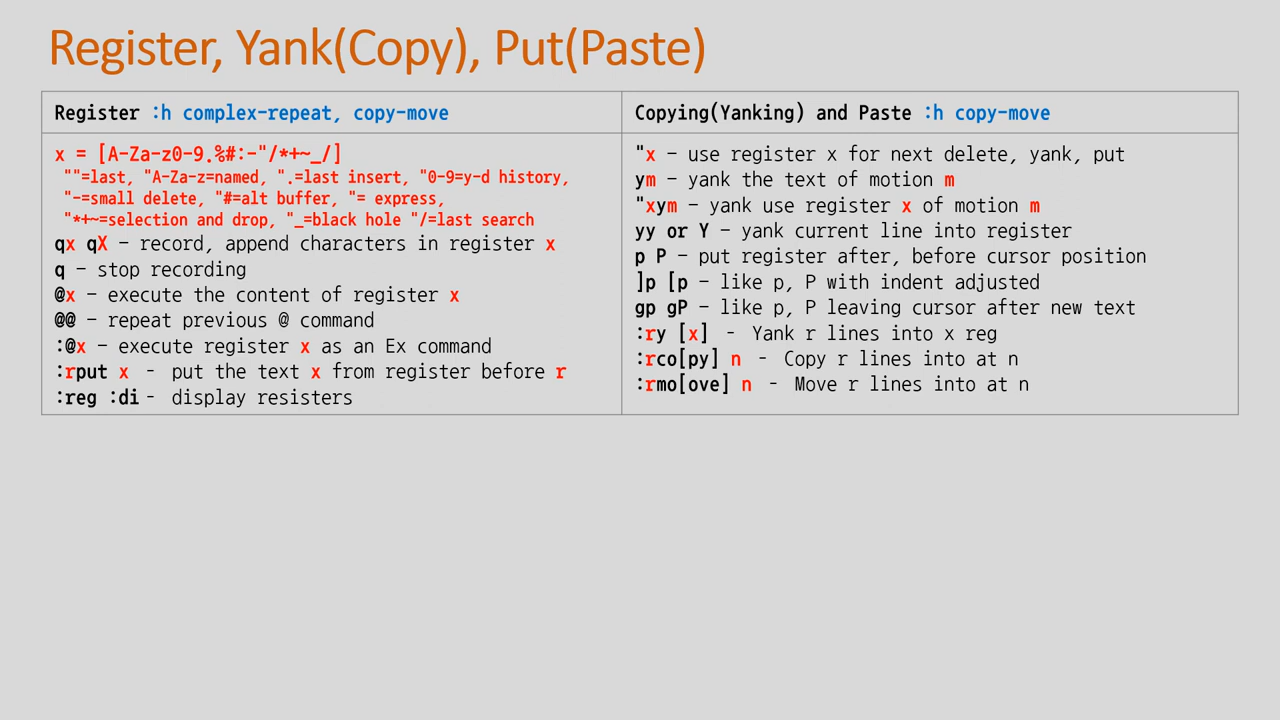 Register, Yank(Copy), Put(Paste)
Register :h complex-repeat, copy-move
x = [A-Za-z0-9.%#:-"/*+~_/]
""=last, "A-Za-z=named, ".=last insert, "0-9=y-d history,
"-=small delete, "#=alt buffer, "= express,
"*+~=selection and drop, "_=black hole "/=last search
qx qX – record, append characters in register x
q – stop recording
@x – execute the content of register x
@@ – repeat previous @ command
:@x – execute register x as an Ex command
:rput x - put the text x from register before r
:reg :di - display resisters
Copying(Yanking) and Paste :h copy-move
"x – use register x for next delete, yank, put
ym – yank the text of motion m
"xym – yank use register x of motion m
yy or Y – yank current line into register
p P – put register after, before cursor position
]p [p – like p, P with indent adjusted
gp gP – like p, P leaving cursor after new text
:ry [x] - Yank r lines into x reg
:rco[py] n - Copy r lines into at n
:rmo[ove] n - Move r lines into at n